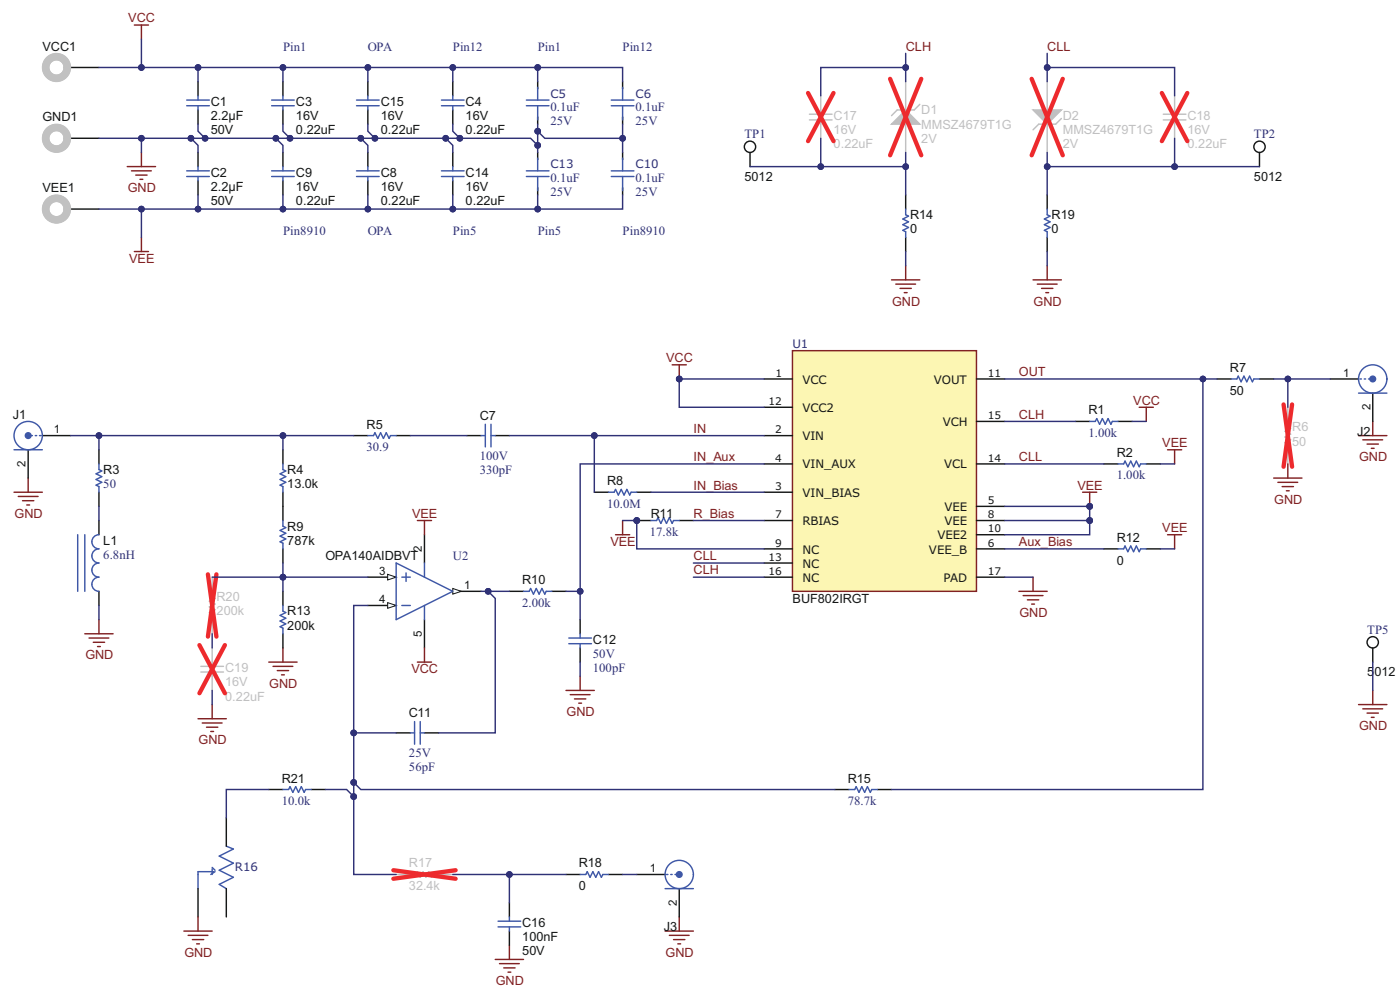 VCC
VCC1
Pin1
OPA
Pin12
Pin1
Pin12
C1
2.2µF
50V
C3
16V
0.22uF
C15
16V
0.22uF
C4
16V
0.22uF
C5
0.1uF
25V
C6
0.1uF
25V
GND1
GND
C2
2.2µF
50V
C9
16V
0.22uF
C8
16V
0.22uF
C14
16V
0.22uF
C13
0.1uF
25V
C10
0.1uF
25V
VEE1
VEE
Pin8910
OPA
Pin5
Pin5
Pin8910
CLH
C17
16V
0.22uF
D1
MMSZ4679T1G
2V
TP1
5012
R14
0
GND
CLL
D2
MMSZ4679T1G
2V
C18
16V
0.22uF
TP2
5012
R19
0
GND
J1
1
2
GND
R3
50
L1
6.8nH
GND
R4
13.0k
R9
787k
R13
200k
GND
R20
200k
C19
16V
0.22uF
GND
R5
30.9
C7
100V
330pF
OPA140AIDBVT
U2
VEE
2
3
4
1
5
VCC
R10
2.00k
C12
50V
100pF
GND
C11
25V
56pF
VCC
IN
IN_Aux
IN_Bias
R8
10.0M
R_Bias
R11
17.8k
VEE
CLL
CLH
U1
1 VCC
12 VCC2
2 VIN
4 VIN_AUX
3 VIN_BIAS
7 RBIAS
9 NC
13 NC
16 NC
VOUT 11
VCH 15
VCL 14
VEE 5
VEE 8
VEE2 10
VEE_B 6
PAD 17
BUF802IRGT
OUT
CLH
R1
1.00k
VCC
CLL
R2
1.00k
VEE
VEE
Aux_Bias
R12
0
VEE
GND
R7
50
R6
50
GND
1
2
J2
GND
TP5
5012
GND
R21
10.0k
R15
78.7k
R16
GND
R17
32.4k
R18
0
C16
100nF
50V
GND
1
2
J3
GND